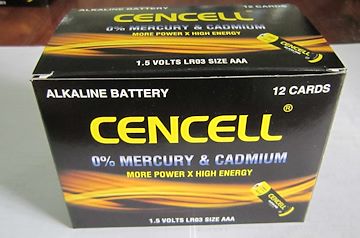 CENCELL
0% MERCURY & CADMIUM
MORE POWER X HIGH ENERGY
1.5 VOLTS LR03 SIZE AAA
ALKALINE BATTERY 12 CARDS
CENCELL®
0% MERCURY & CADMIUM
MORE POWER X HIGH ENERGY
1.5 VOLTS LR03 SIZE AAA